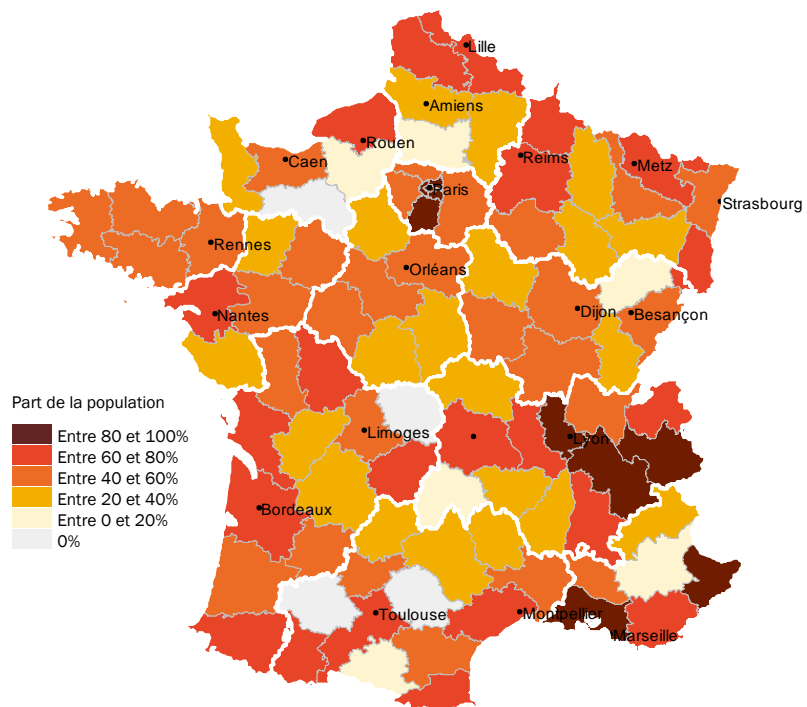 Lille
Amiens
Rouen
Caen
Reims
Metz
Paris
Strasbourg
Rennes
Orléans
Nantes
Dijon
Besançon
Part de la population
Entre 80 et 100%
Entre 60 et 80%
Entre 40 et 60%
Entre 20 et 40%
Entre 0 et 20%
0%
Limoges
Lyon
Bordeaux
Toulouse
Montpellier
Marseille